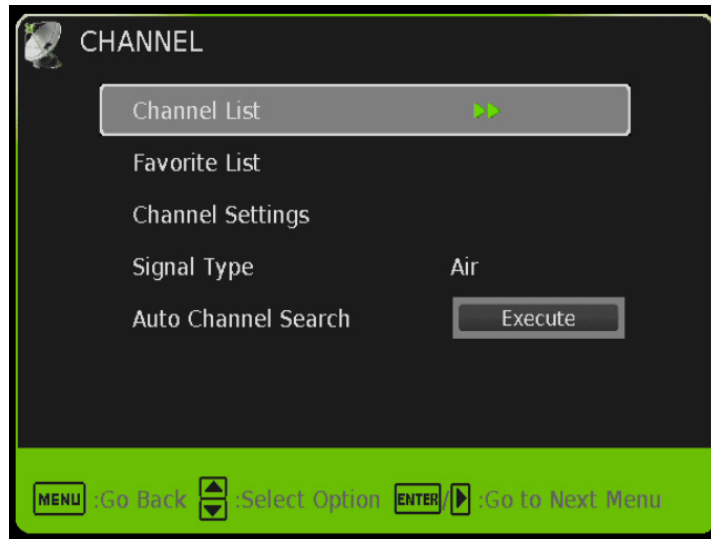 CHANNEL
Channel List
Favorite List
Channel Settings
Signal Type Air
Auto Channel Search Execute
MENU :Go Back :Select Option ENTER/ :Go to Next Menu